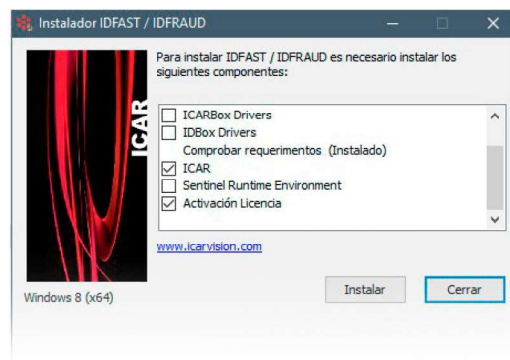 Instalador IDFAST / IDFRAUD
Para instalar IDFAST / IDFRAUD es necesario instalar los
siguientes componentes:
ICAR
ICARBox Drivers
IDBox Drivers
Comprobar requerimentos (Instalado)
ICAR
Sentinel Runtime Environment
Activación Licencia
www.icarvision.com
Windows 8 (x64)
Instalar
Cerrar